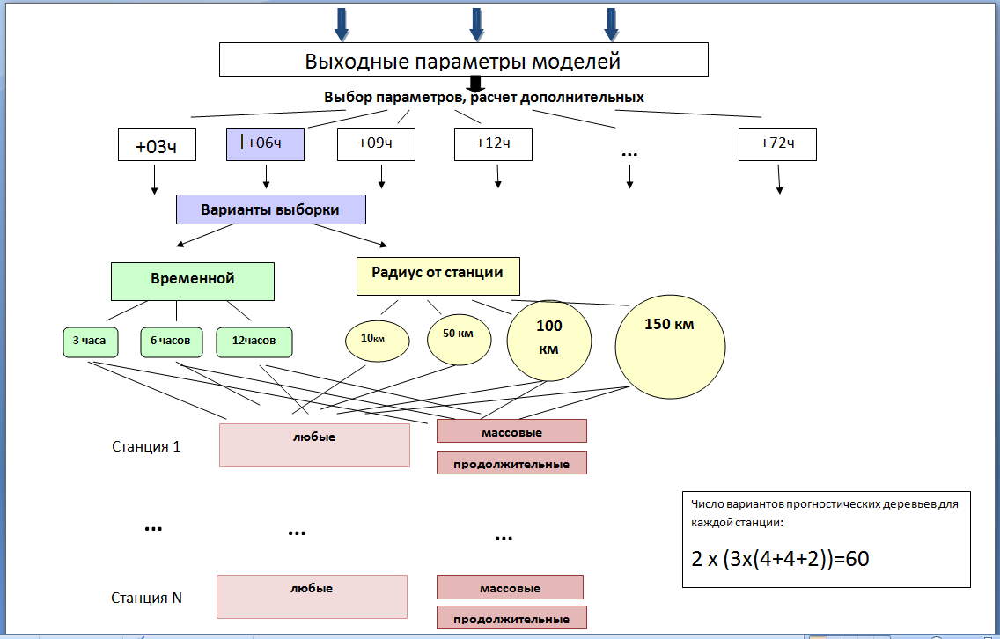 Выходные параметры моделей
Выбор параметров, расчет дополнительных
+03ч
+06ч
+09ч
+12ч
...
+72ч
Варианты выборки
Временной
Радиус от станции
3 часа
6 часов
12часов
10км
50 км
100
км
150 км
Станция 1
любые
массовые
продолжительные
...
...
...
Число вариантов прогностических деревьев для
каждой станции:
2 х (3х(4+4+2))=60
Станция N
любые
массовые
продолжительные